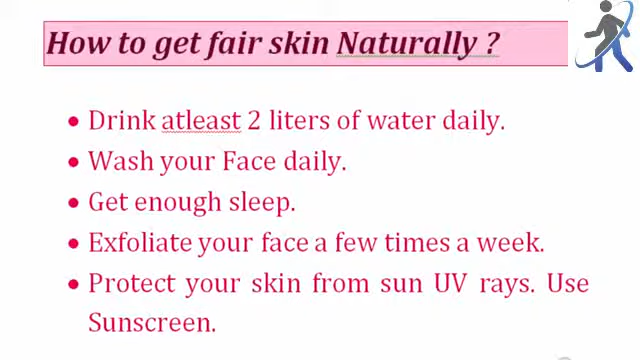 How to get fair skin Naturally ?
• Drink atleast 2 liters of water daily.
• Wash your Face daily.
• Get enough sleep.
• Exfoliate your face a few times a week.
• Protect your skin from sun UV rays. Use
Sunscreen.